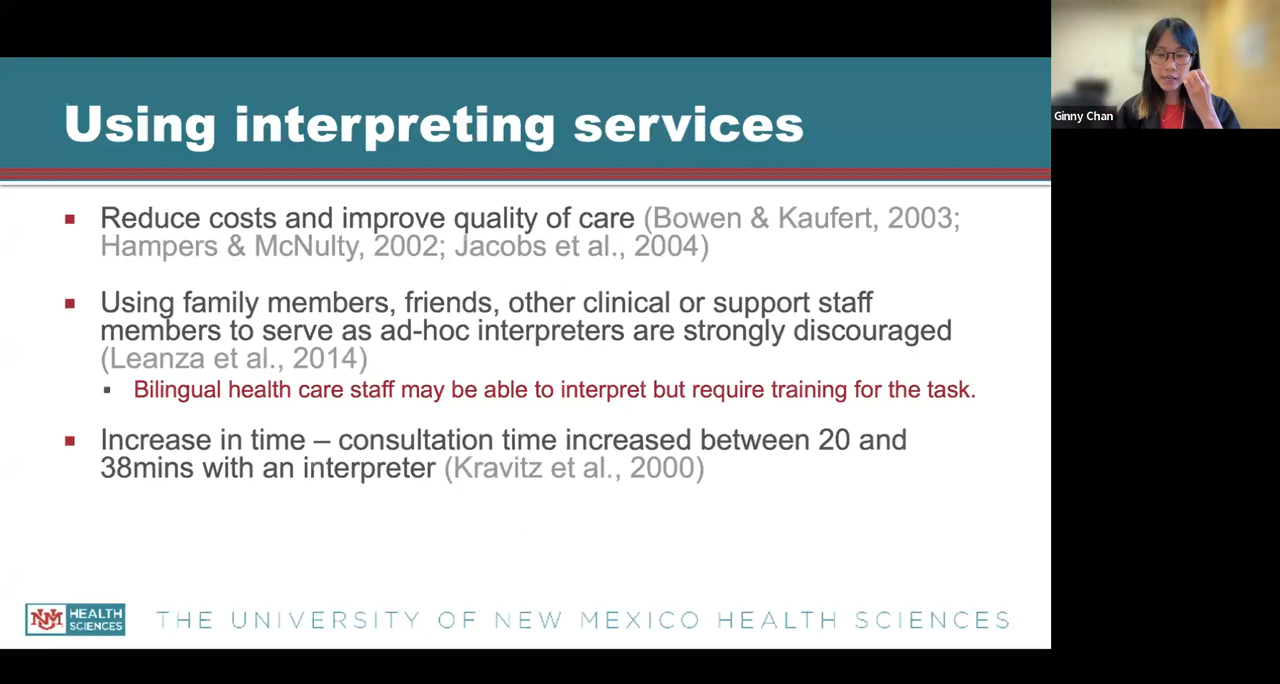 Using interpreting services
Ginny Chan
▪ Reduce costs and improve quality of care (Bowen & Kaufert, 2003;
Hampers & McNulty, 2002; Jacobs et al., 2004)
▪ Using family members, friends, other clinical or support staff
members to serve as ad-hoc interpreters are strongly discouraged
(Leanza et al., 2014)
▪ Bilingual health care staff may be able to interpret but require training for the task.
▪ Increase in time – consultation time increased between 20 and
38mins with an interpreter (Kravitz et al., 2000)
UNM HEALTH
SCIENCES
THE UNIVERSITY OF NEW MEXICO HEALTH SCIENCES